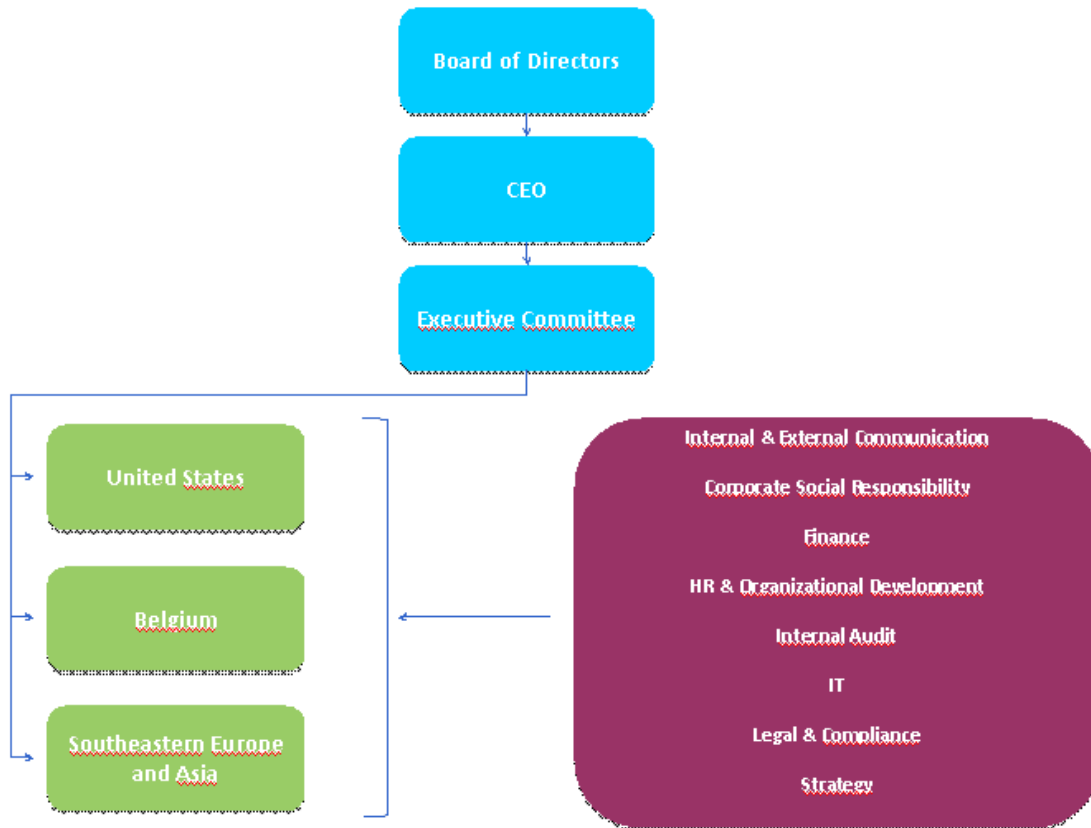 Board of Directors
CEO
Executive Committee
United States
Belgium
Southeastern Europe
and Asia
Internal & External Communication
Corporate Social Responsibility
Finance
HR & Organizational Development
Internal Audit
IT
Legal & Compliance
Strategy